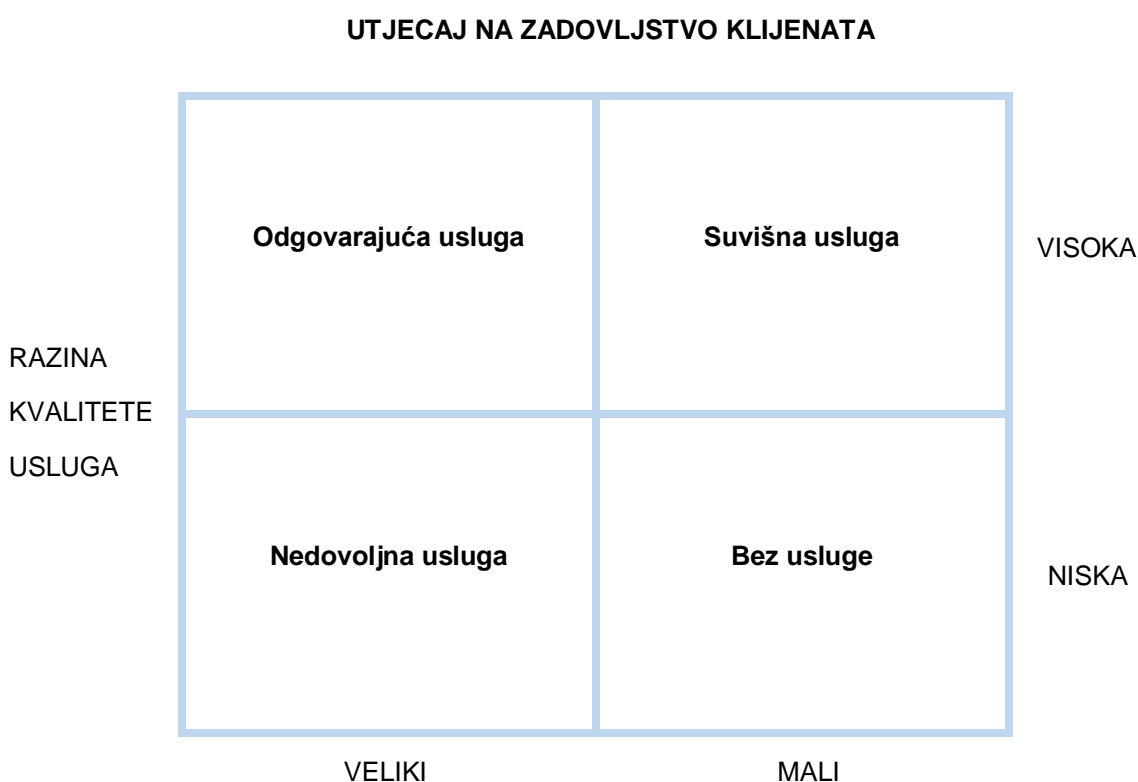 UTJECAJ NA ZADOVLJSTVO KLIJENATA
Odgovarajuća usluga
Suvišna usluga
VISOKA
RAZINA
KVALITETE
USLUGA
Nedovoljna usluga
Bez usluge
NISKA
VELIKI
MALI